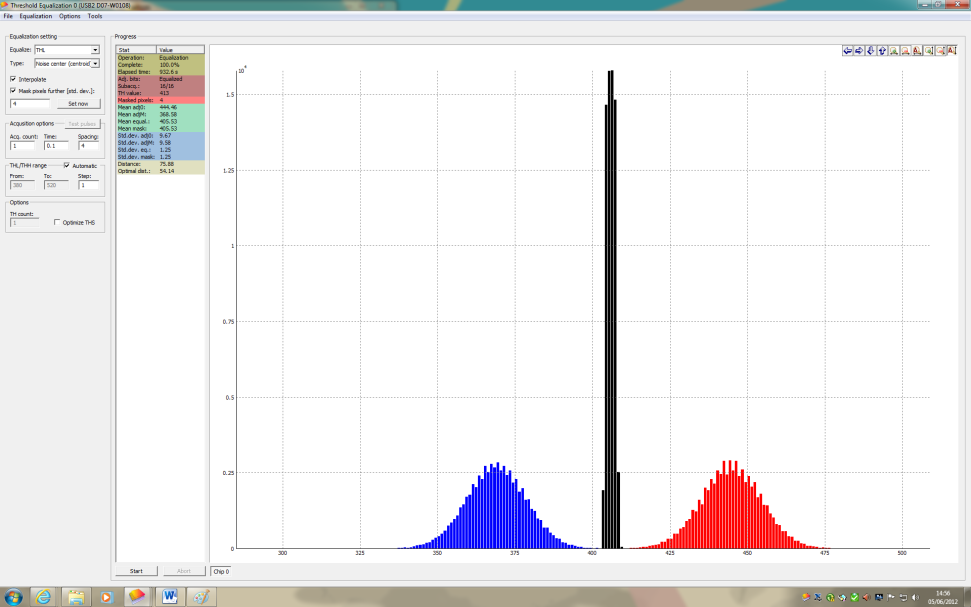 Threshold Equalization 0 (USB2 D07-W0108)
File Equalization Options Tools
Equalization setting
Equalize: THL
Type: Noise center (centroid)
Interpolate
Mask pixels further [std. dev.]:
4 Set now
Acqusition options Test pulses
Acq. count: Time: Spacing:
1 0.1 4
THL/THH range Automatic
From: To: Step:
380 520 1
Options
TH count:
1 Optimize THS
Progress
Stat Value
Operation: Equalization
Complete: 100.0%
Elapsed time: 932.6 s
Adj. bits: Equalized
Subacq.: 16/16
TH value: 413
Masked pixels: 4
Mean adj0: 444.46
Mean adjM: 368.58
Mean equal.: 405.53
Mean mask: 405.53
Std.dev. adj0: 9.67
Std.dev. adjM: 9.58
Std.dev. eq.: 1.25
Std.dev. mask: 1.25
Distance: 75.88
Optimal dist.: 54.14
Start Abort
10^4
1.5
1.25
1
0.75
0.5
0.25
0
300 325 350 375 400 425 450 475 500
Chip 0
14:56
05/06/2012